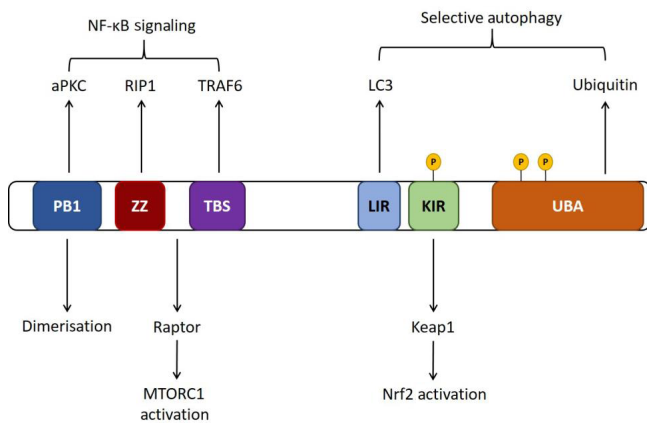 NF-κB signaling
Selective autophagy
aPKC
RIP1
TRAF6
LC3
Ubiquitin
P
P
P
PB1
ZZ
TBS
LIR
KIR
UBA
Dimerisation
Raptor
Keap1
MTORC1
activation
Nrf2 activation